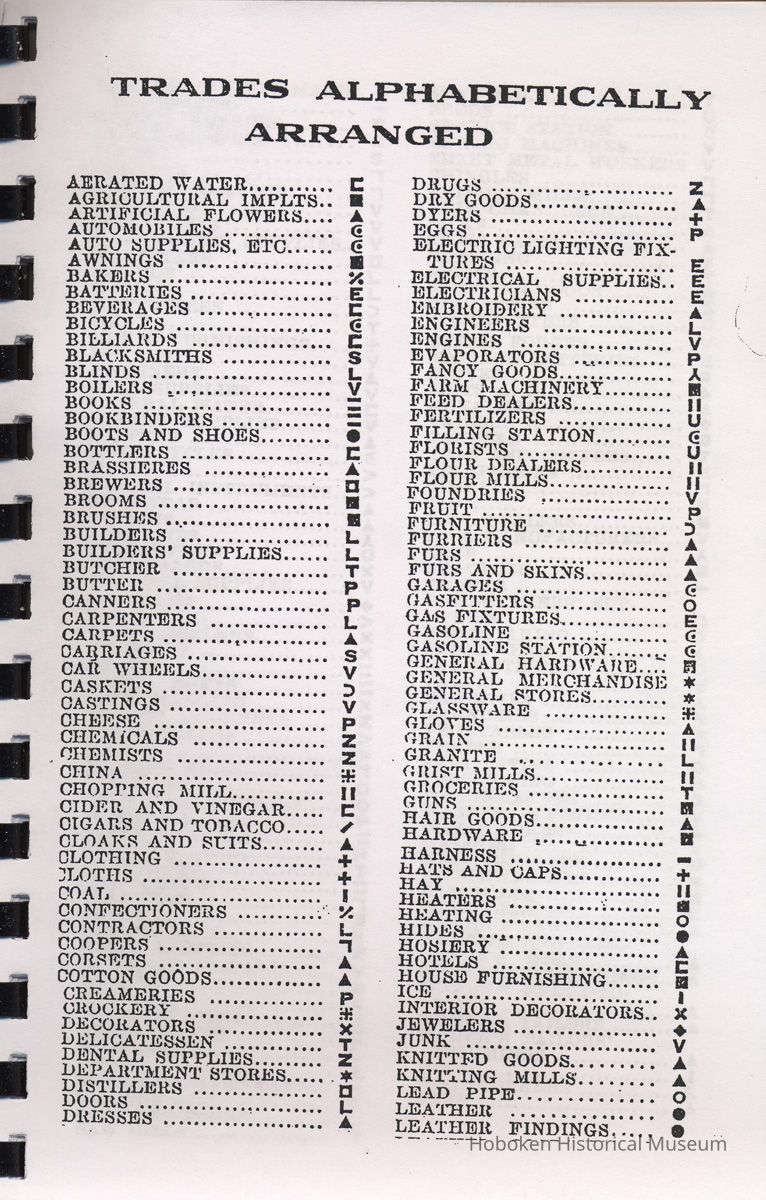 TRADES ALPHABETICALLY
ARRANGED
AERATED WATER........... ⊏
AGRICULTURAL IMPLTS.. ■
ARTIFICIAL FLOWERS.... ▲
AUTOMOBILES ............ C
AUTO SUPPLIES, ETC..... C
AWNINGS ................ ■
BAKERS ................. ٪
BATTERIES .............. E
BEVERAGES .............. ⊏
BICYCLES ............... C
BILLIARDS .............. ⊏
BLACKSMITHS ............ S
BLINDS ................. L
BOILERS ................ V
BOOKS .................. =
BOOKBINDERS ............ =
BOOTS AND SHOES......... ●
BOTTLERS ............... ⊏
BRASSIERES ............. ▲
BREWERS ................ □
BROOMS ................. ■
BRUSHES ................ ■
BUILDERS ............... L
BUILDERS' SUPPLIES...... L
BUTCHER ................ T
BUTTER ................. P
CANNERS ................ P
CARPENTERS ............. L
CARPETS ................ ▲
CARRIAGES .............. S
CAR WHEELS.............. V
CASKETS ................ Ɔ
CASTINGS ............... V
CHEESE ................. P
CHEMICALS .............. Z
CHEMISTS ............... Z
CHINA .................. ⁜
CHOPPING MILL........... II
CIDER AND VINEGAR..... ⊏
CIGARS AND TOBACCO..... /
CLOAKS AND SUITS....... ▲
CLOTHING ............... +
CLOTHS ................. +
COAL ................... I
CONFECTIONERS .......... ٪
CONTRACTORS ............ L
COOPERS ................ ¬
CORSETS ................ ▲
COTTON GOODS............ ▲
CREAMERIES ............. P
CROCKERY ............... ⁜
DECORATORS ............. ×
DELICATESSEN ........... T
DENTAL SUPPLIES......... Z
DEPARTMENT STORES..... *
DISTILLERS ............. □
DOORS .................. L
DRESSES ................ ▲
DRUGS .................. Z
DRY GOODS............... ▲
DYERS .................. +
EGGS ................... P
ELECTRIC LIGHTING FIX-
TURES .................. E
ELECTRICAL SUPPLIES.. E
ELECTRICIANS ........... E
EMBROIDERY ............. ▲
ENGINEERS .............. L
ENGINES ................ V
EVAPORATORS ............ P
FANCY GOODS............. ⅄
FARM MACHINERY.......... ■
FEED DEALERS............ II
FERTILIZERS ............ U
FILLING STATION......... C
FLORISTS ............... U
FLOUR DEALERS........... II
FLOUR MILLS............. II
FOUNDRIES .............. V
FRUIT .................. P
FURNITURE .............. Ɔ
FURRIERS ............... ▲
FURS ................... ▲
FURS AND SKINS.......... ▲
GARAGES ................ C
GASFITTERS ............. O
GAS FIXTURES............ E
GASOLINE ............... C
GASOLINE STATION........ C
GENERAL HARDWARE.... ■
GENERAL MERCHANDISE *
GENERAL STORES.......... *
GLASSWARE .............. ⁜
GLOVES ................. ▲
GRAIN .................. II
GRANITE ................ L
GRIST MILLS............. II
GROCERIES .............. T
GUNS ................... ■
HAIR GOODS.............. ▲
HARDWARE ............... ■
HARNESS ................ -
HATS AND CAPS........... +
HAY .................... II
HEATERS ................ ■
HEATING ................ O
HIDES .................. ●
HOSIERY ................ ▲
HOTELS ................. ⊏
HOUSE FURNISHING....... ■
ICE .................... I
INTERIOR DECORATORS.. ×
JEWELERS ............... ◆
JUNK ................... V
KNITTED GOODS........... ▲
KNITTING MILLS.......... ▲
LEAD PIPE............... O
LEATHER ................ ●
LEATHER FINDINGS....... ●
Hoboken Historical Museum